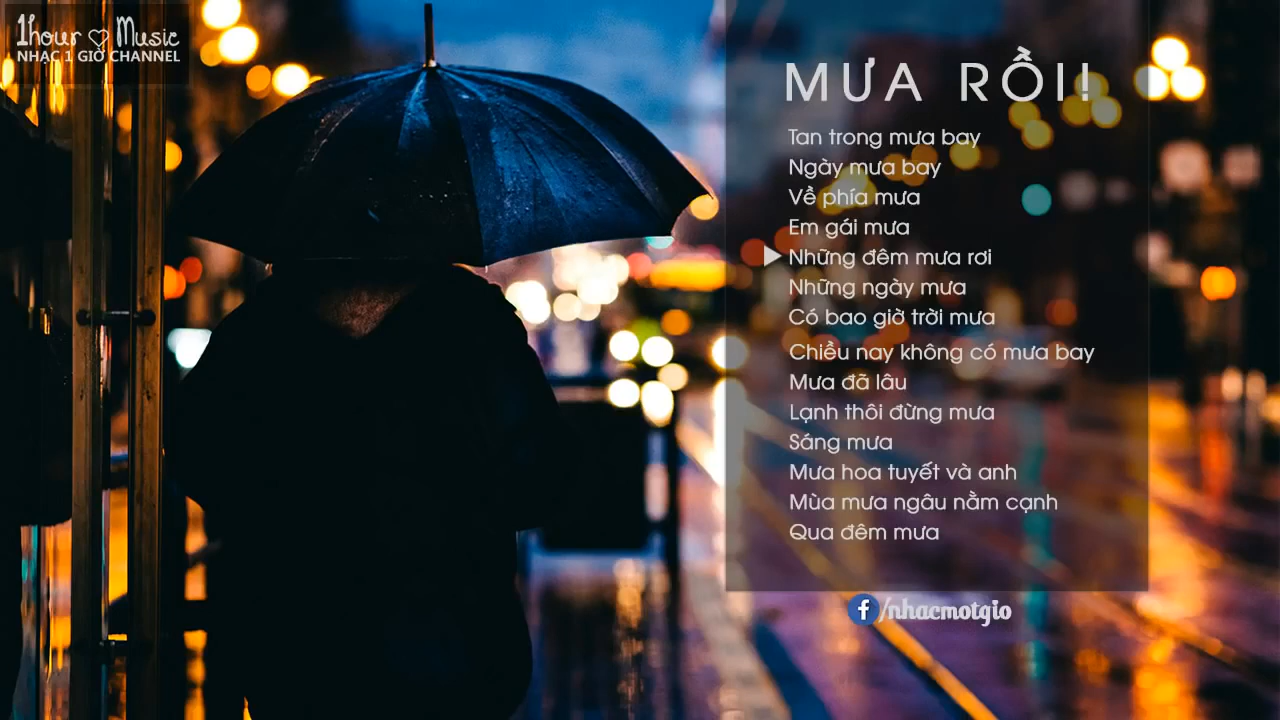 1hour ♡ Music
NHẠC 1 GIỜ CHANNEL
MƯA RỒI!
Tan trong mưa bay
Ngày mưa bay
Về phía mưa
Em gái mưa
Những đêm mưa rơi
Những ngày mưa
Có bao giờ trời mưa
Chiều nay không có mưa bay
Mưa đã lâu
Lạnh thôi đừng mưa
Sáng mưa
Mưa hoa tuyết và anh
Mùa mưa ngâu nằm cạnh
Qua đêm mưa
f/nhacmotgio